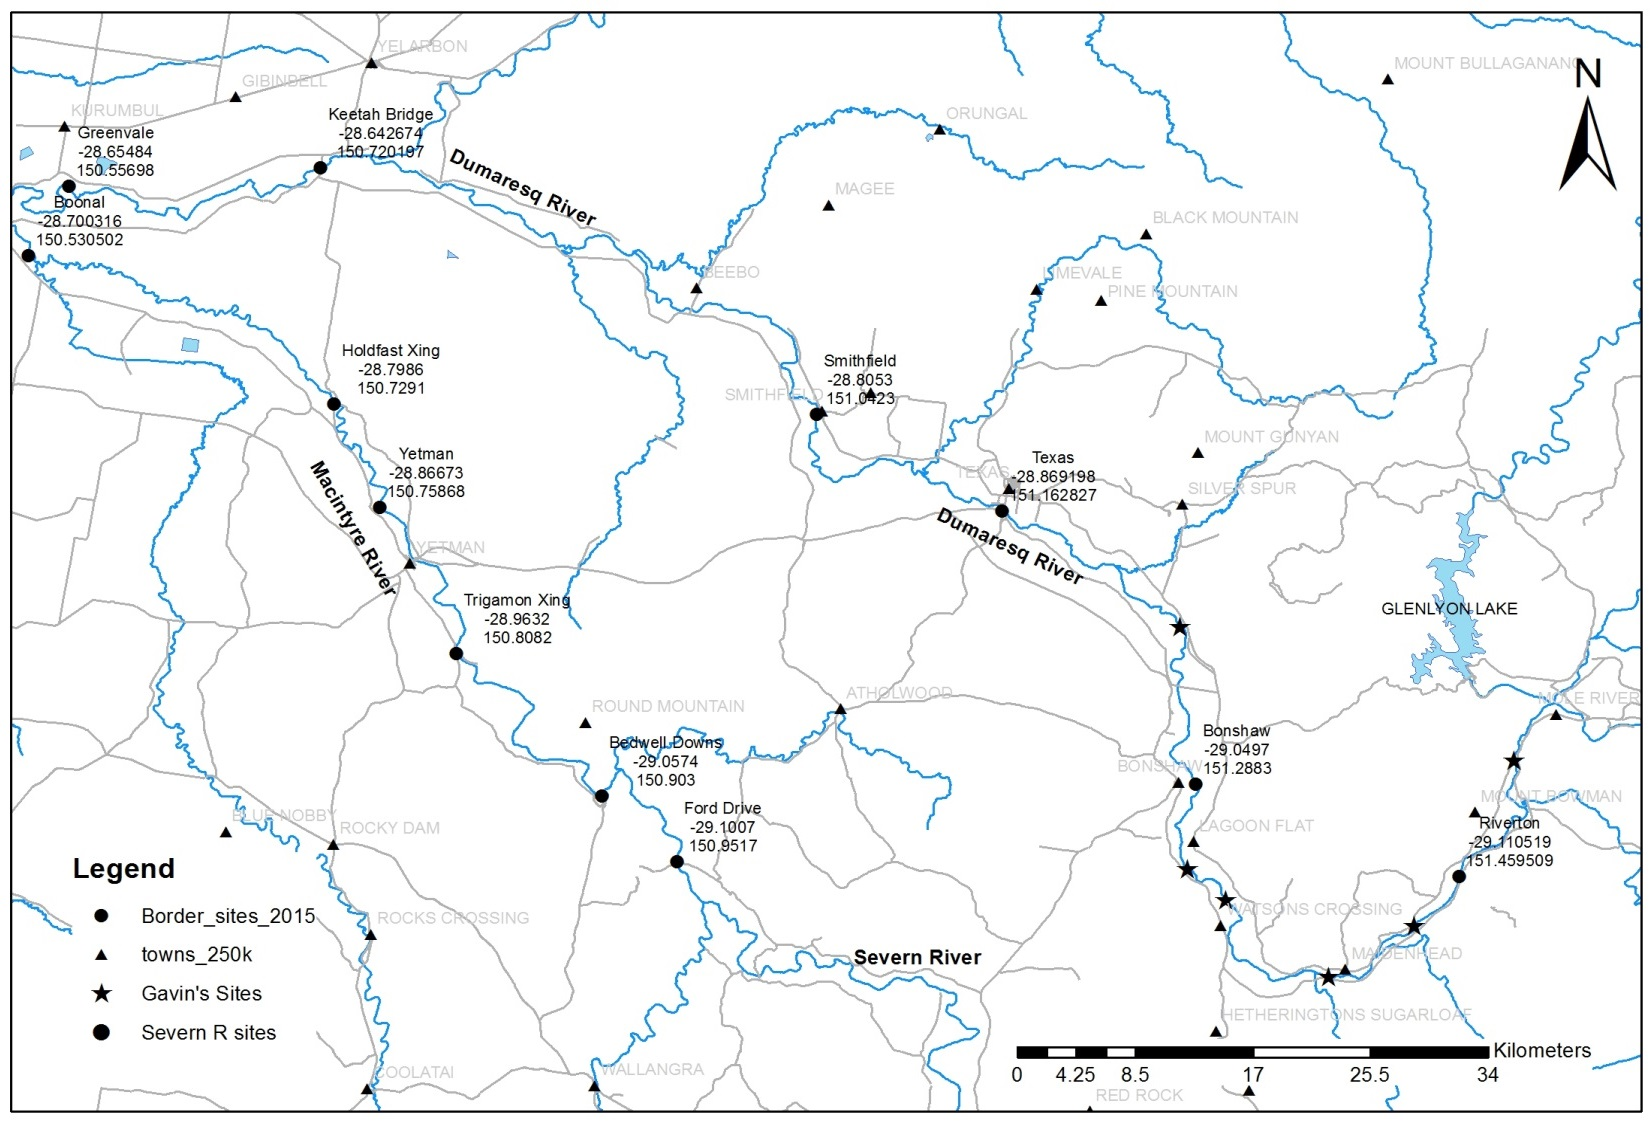 YELARBON
MOUNT BULLAGANANG
N
GIBINBELL
KURUMBUL
Greenvale
-28.65484
150.55698
Keetah Bridge
-28.642674
150.720197
ORUNGAL
Dumaresq River
MAGEE
Boonal
-28.700316
150.530502
BLACK MOUNTAIN
BEEBO
LIMEVALE
PINE MOUNTAIN
Holdfast Xing
-28.7986
150.7291
Smithfield
-28.8053
151.0423
SMITHFIELD
MOUNT GUNYAN
Yetman
-28.86673
150.75868
TEXAS
Texas
-28.869198
151.162827
SILVER SPUR
Macintyre River
Dumaresq River
YETMAN
Trigamon Xing
-28.9632
150.8082
GLENLYON LAKE
ROUND MOUNTAIN
ATHOLWOOD
MOLE RIVER
Bedwell Downs
-29.0574
150.903
Bonshaw
-29.0497
151.2883
BONSHAW
MOUNT BOWMAN
Ford Drive
-29.1007
150.9517
BLUE NOBBY
ROCKY DAM
LAGOON FLAT
Riverton
-29.110519
151.459509
Legend
Border_sites_2015
towns_250k
Gavin's Sites
Severn R sites
ROCKS CROSSING
WATSONS CROSSING
Severn River
MAIDENHEAD
HETHERINGTONS SUGARLOAF
Kilometers
0 4.25 8.5 17 25.5 34
COOLATAI
WALLANGRA
RED ROCK